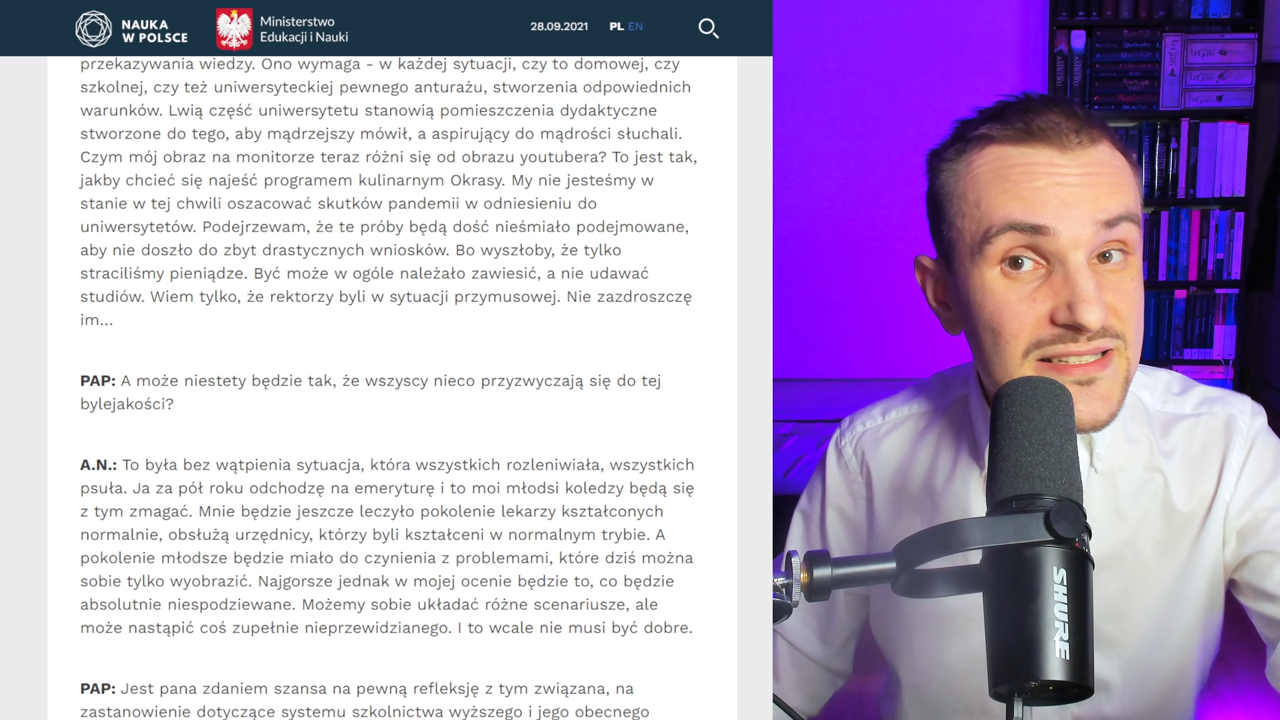 NAUKA
W POLSCE
Ministerstwo
Edukacji i Nauki
28.09.2021
PL EN
przekazywania wiedzy. Ono wymaga - w każdej sytuacji, czy to domowej, czy
szkolnej, czy też uniwersyteckiej pewnego anturażu, stworzenia odpowiednich
warunków. Lwią część uniwersytetu stanowią pomieszczenia dydaktyczne
stworzone do tego, aby mądrzejszy mówił, a aspirujący do mądrości słuchali.
Czym mój obraz na monitorze teraz różni się od obrazu youtubera? To jest tak,
jakby chcieć się najeść programem kulinarnym Okrasy. My nie jesteśmy w
stanie w tej chwili oszacować skutków pandemii w odniesieniu do
uniwersytetów. Podejrzewam, że te próby będą dość nieśmiało podejmowane,
aby nie doszło do zbyt drastycznych wniosków. Bo wyszłoby, że tylko
straciliśmy pieniądze. Być może w ogóle należało zawiesić, a nie udawać
studiów. Wiem tylko, że rektorzy byli w sytuacji przymusowej. Nie zazdroszczę
im...
PAP: A może niestety będzie tak, że wszyscy nieco przyzwyczają się do tej
bylejakości?
A.N.: To była bez wątpienia sytuacja, która wszystkich rozleniwiała, wszystkich
psuła. Ja za pół roku odchodzę na emeryturę i to moi młodsi koledzy będą się
z tym zmagać. Mnie będzie jeszcze leczyło pokolenie lekarzy kształconych
normalnie, obsłużą urzędnicy, którzy byli kształceni w normalnym trybie. A
pokolenie młodsze będzie miało do czynienia z problemami, które dziś można
sobie tylko wyobrazić. Najgorsze jednak w mojej ocenie będzie to, co będzie
absolutnie niespodziewane. Możemy sobie układać różne scenariusze, ale
może nastąpić coś zupełnie nieprzewidzianego. I to wcale nie musi być dobre.
PAP: Jest pana zdaniem szansa na pewną refleksję z tym związana, na
zastanowienie dotyczące systemu szkolnictwa wyższego i jego obecnego
SHURE